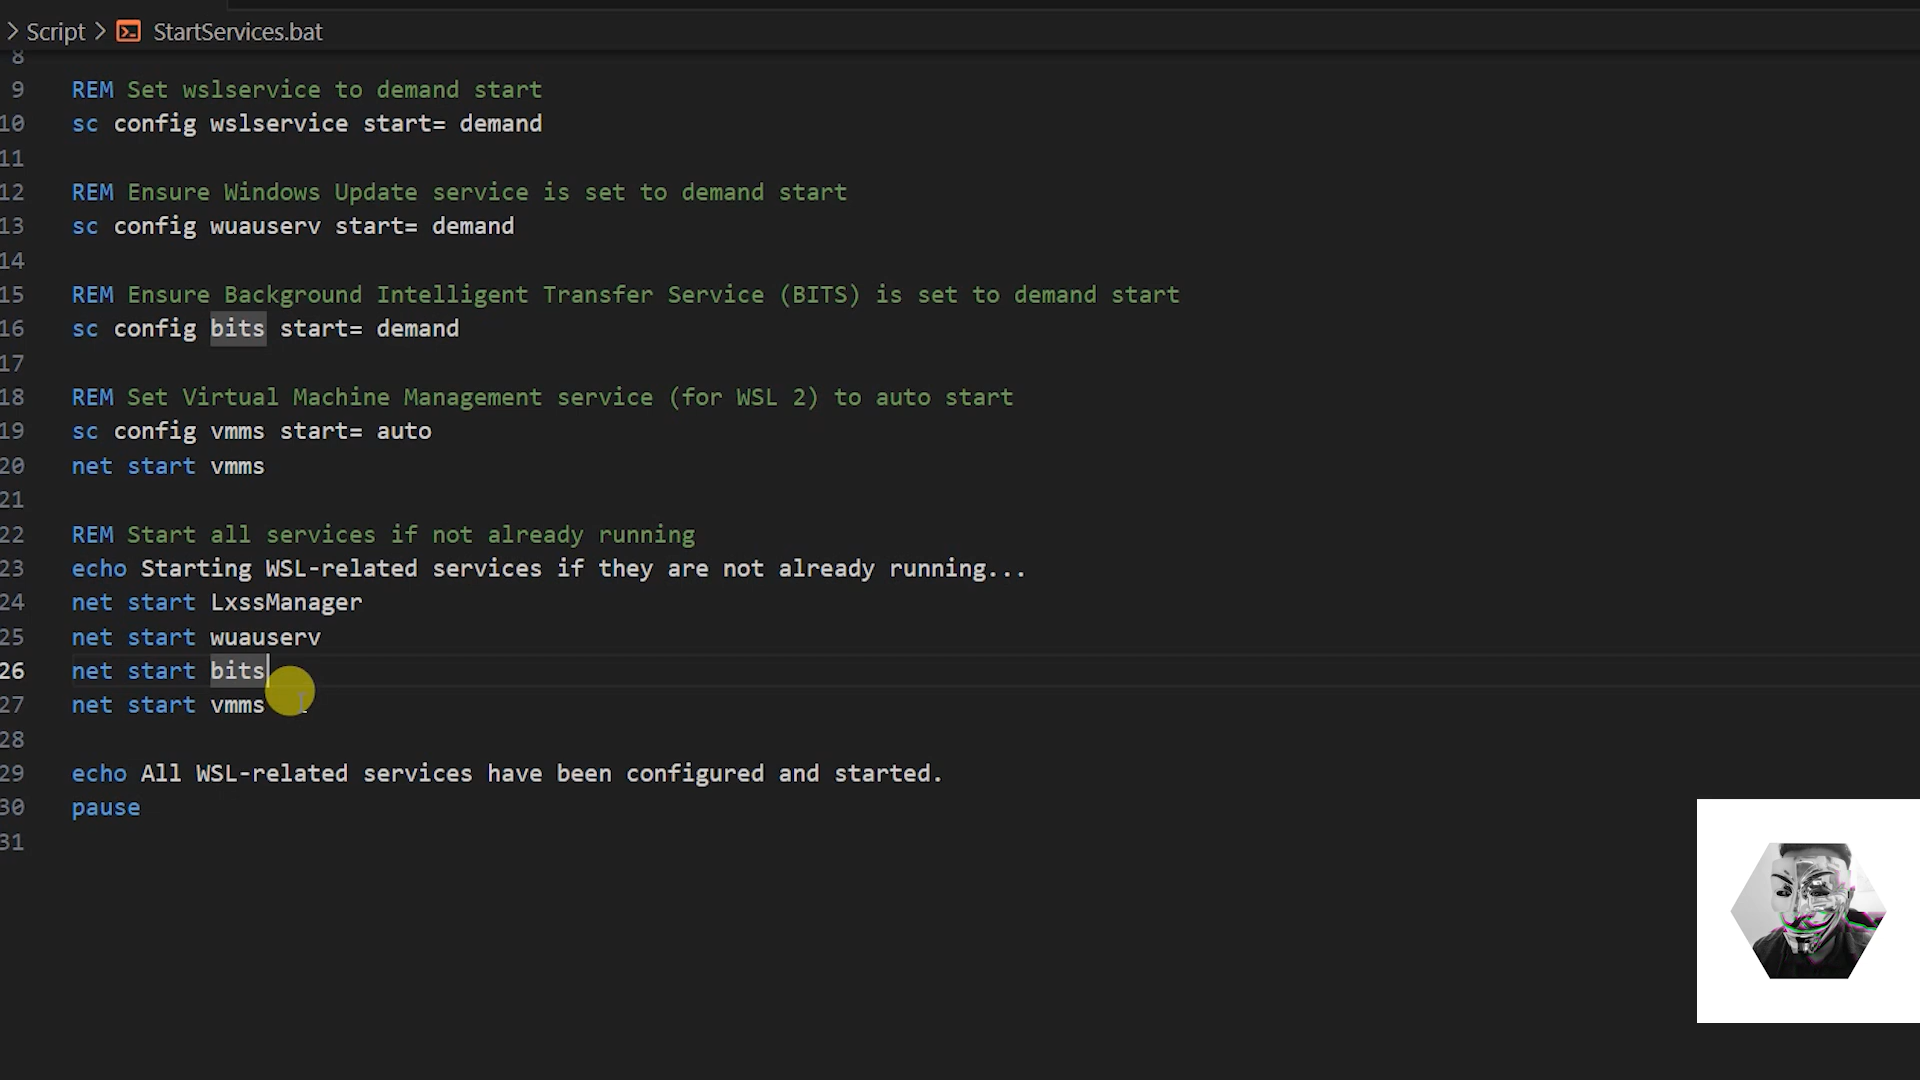 > Script > StartServices.bat
8
9 REM Set wslservice to demand start
10 sc config wslservice start= demand
11
12 REM Ensure Windows Update service is set to demand start
13 sc config wuauserv start= demand
14
15 REM Ensure Background Intelligent Transfer Service (BITS) is set to demand start
16 sc config bits start= demand
17
18 REM Set Virtual Machine Management service (for WSL 2) to auto start
19 sc config vmms start= auto
20 net start vmms
21
22 REM Start all services if not already running
23 echo Starting WSL-related services if they are not already running...
24 net start LxssManager
25 net start wuauserv
26 net start bits
27 net start vmms
28
29 echo All WSL-related services have been configured and started.
30 pause
31